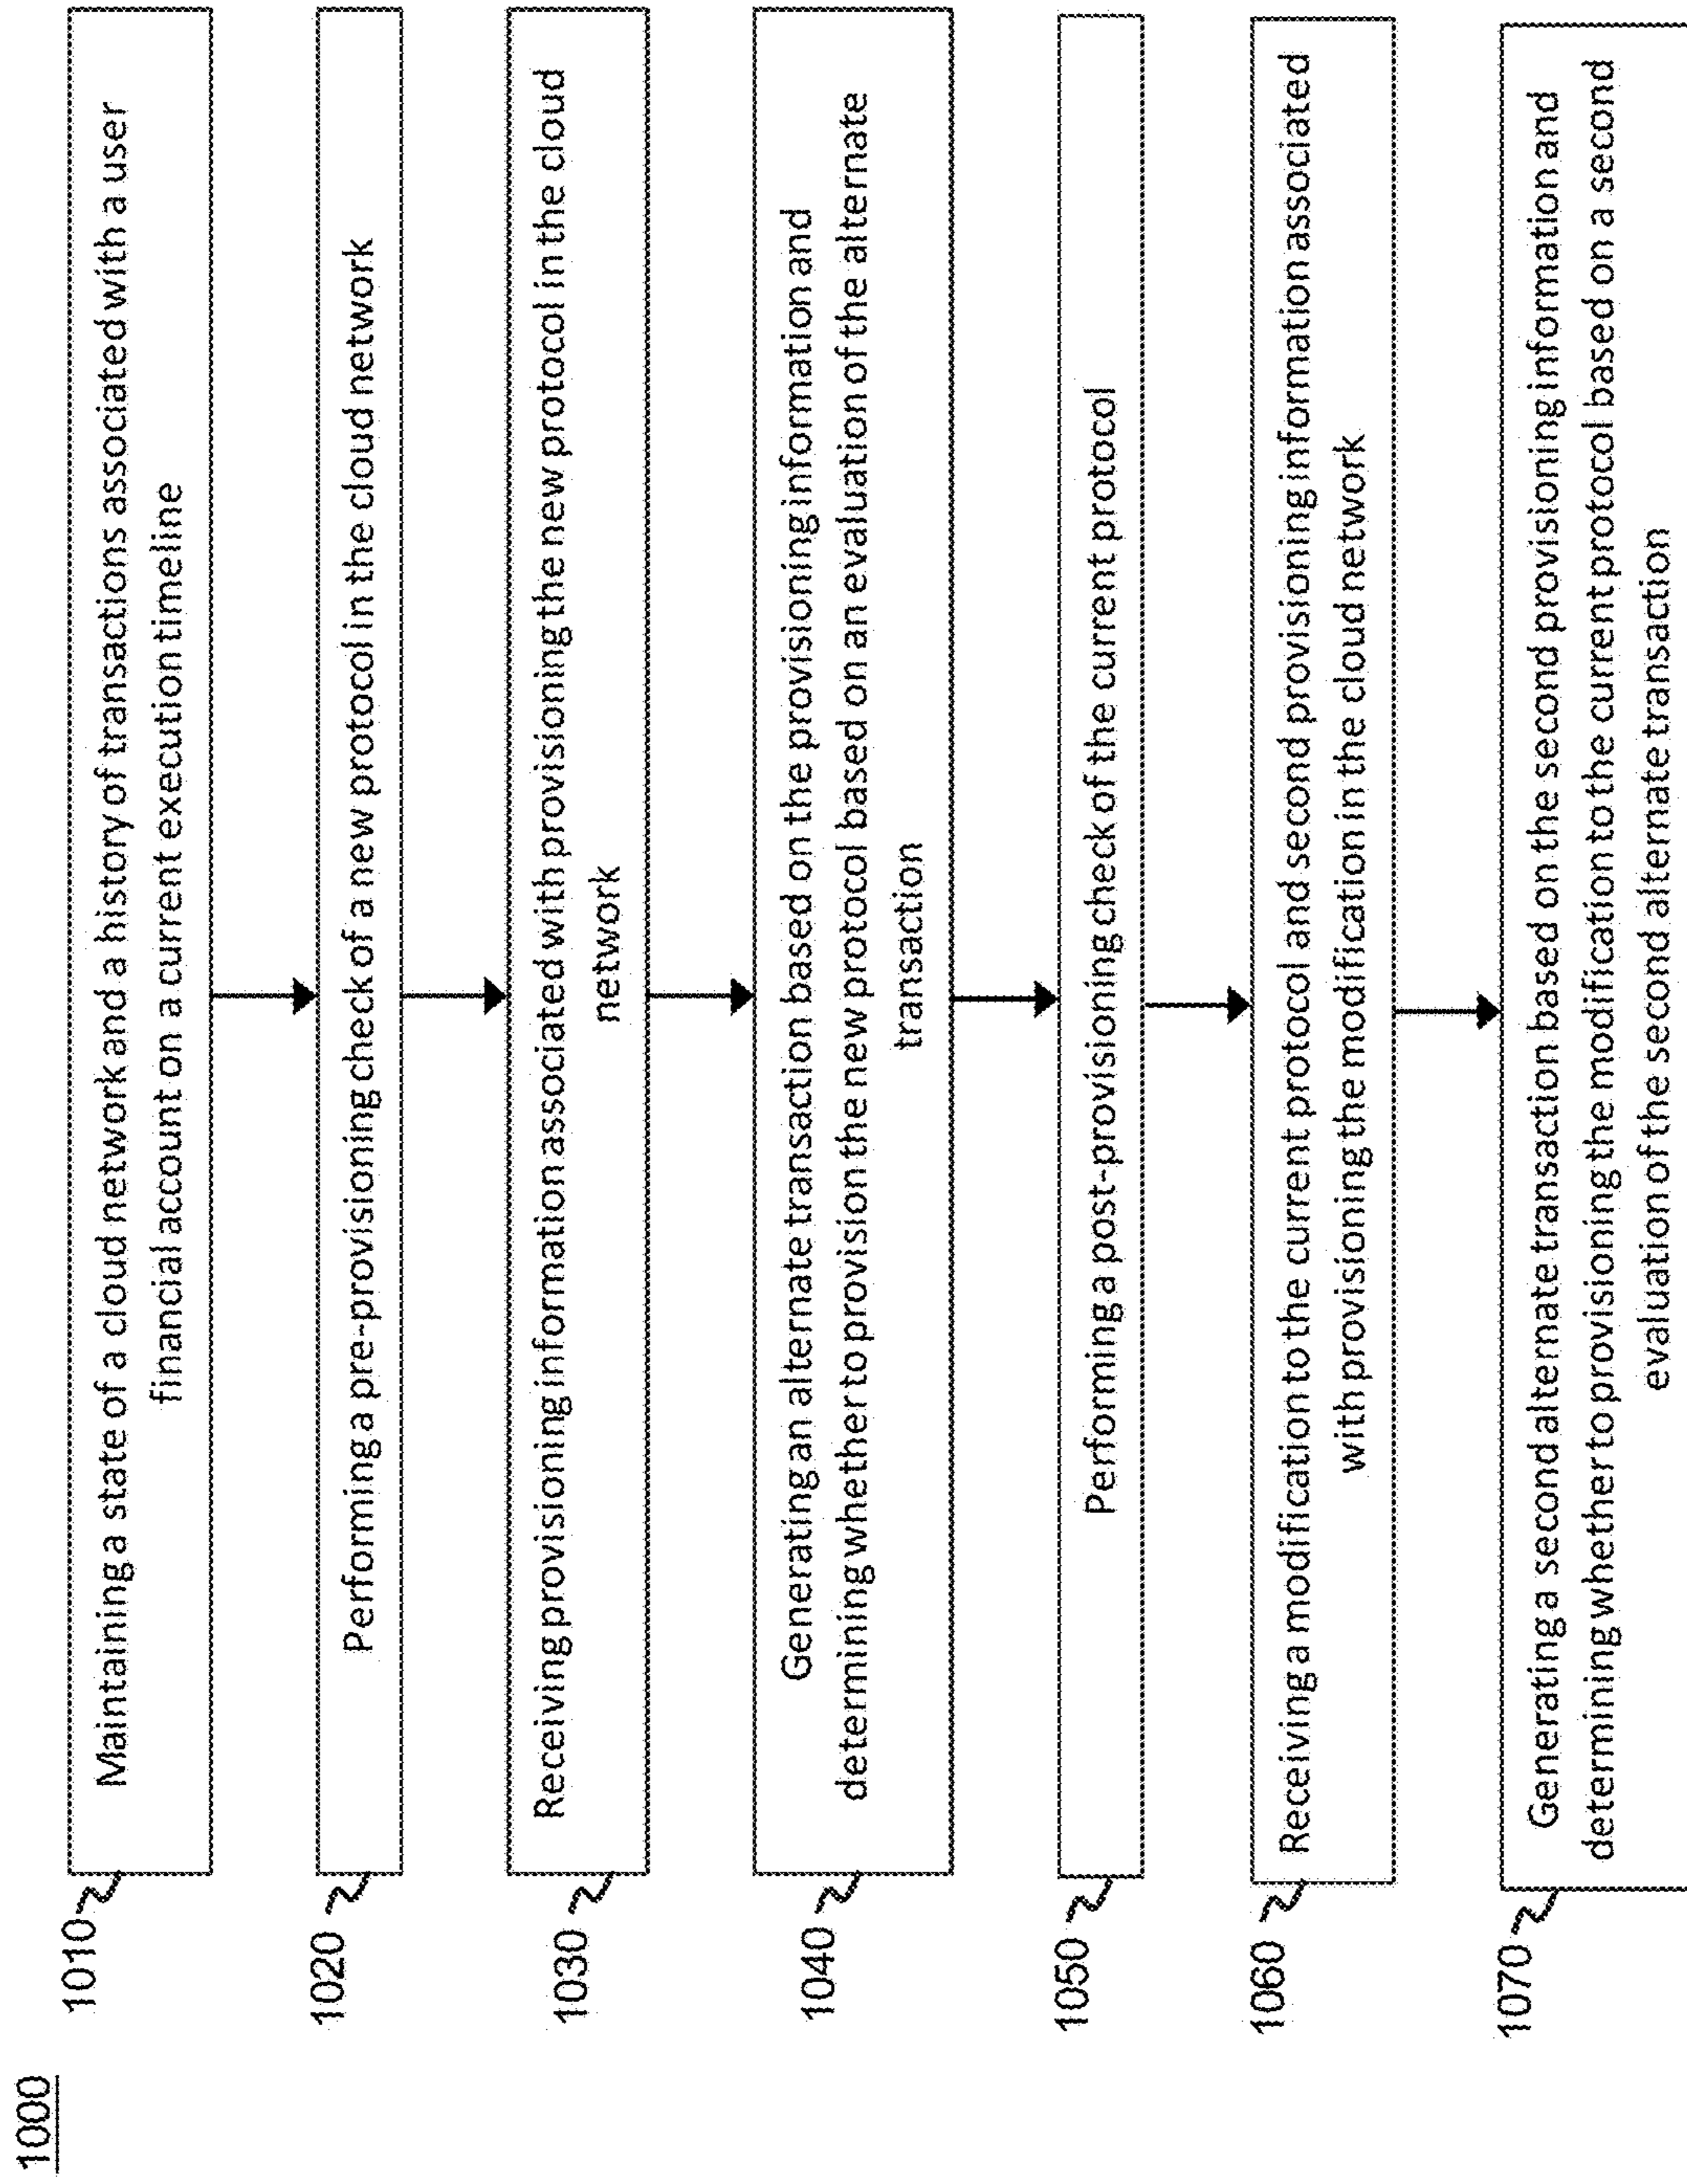 1000
1010
Maintaining a state of a cloud network and a history of transactions associated with a user
financial account on a current execution timeline
1020
Performing a pre-provisioning check of a new protocol in the cloud network
1030
Receiving provisioning information associated with provisioning the new protocol in the cloud
network
1040
Generating an alternate transaction based on the provisioning information and
determining whether to provision the new protocol based on an evaluation of the alternate
transaction
1050
Performing a post-provisioning check of the current protocol
1060
Receiving a modification to the current protocol and second provisioning information associated
with provisioning the modification in the cloud network
1070
Generating a second alternate transaction based on the second provisioning information and
determining whether to provisioning the modification to the current protocol based on a second
evaluation of the second alternate transaction